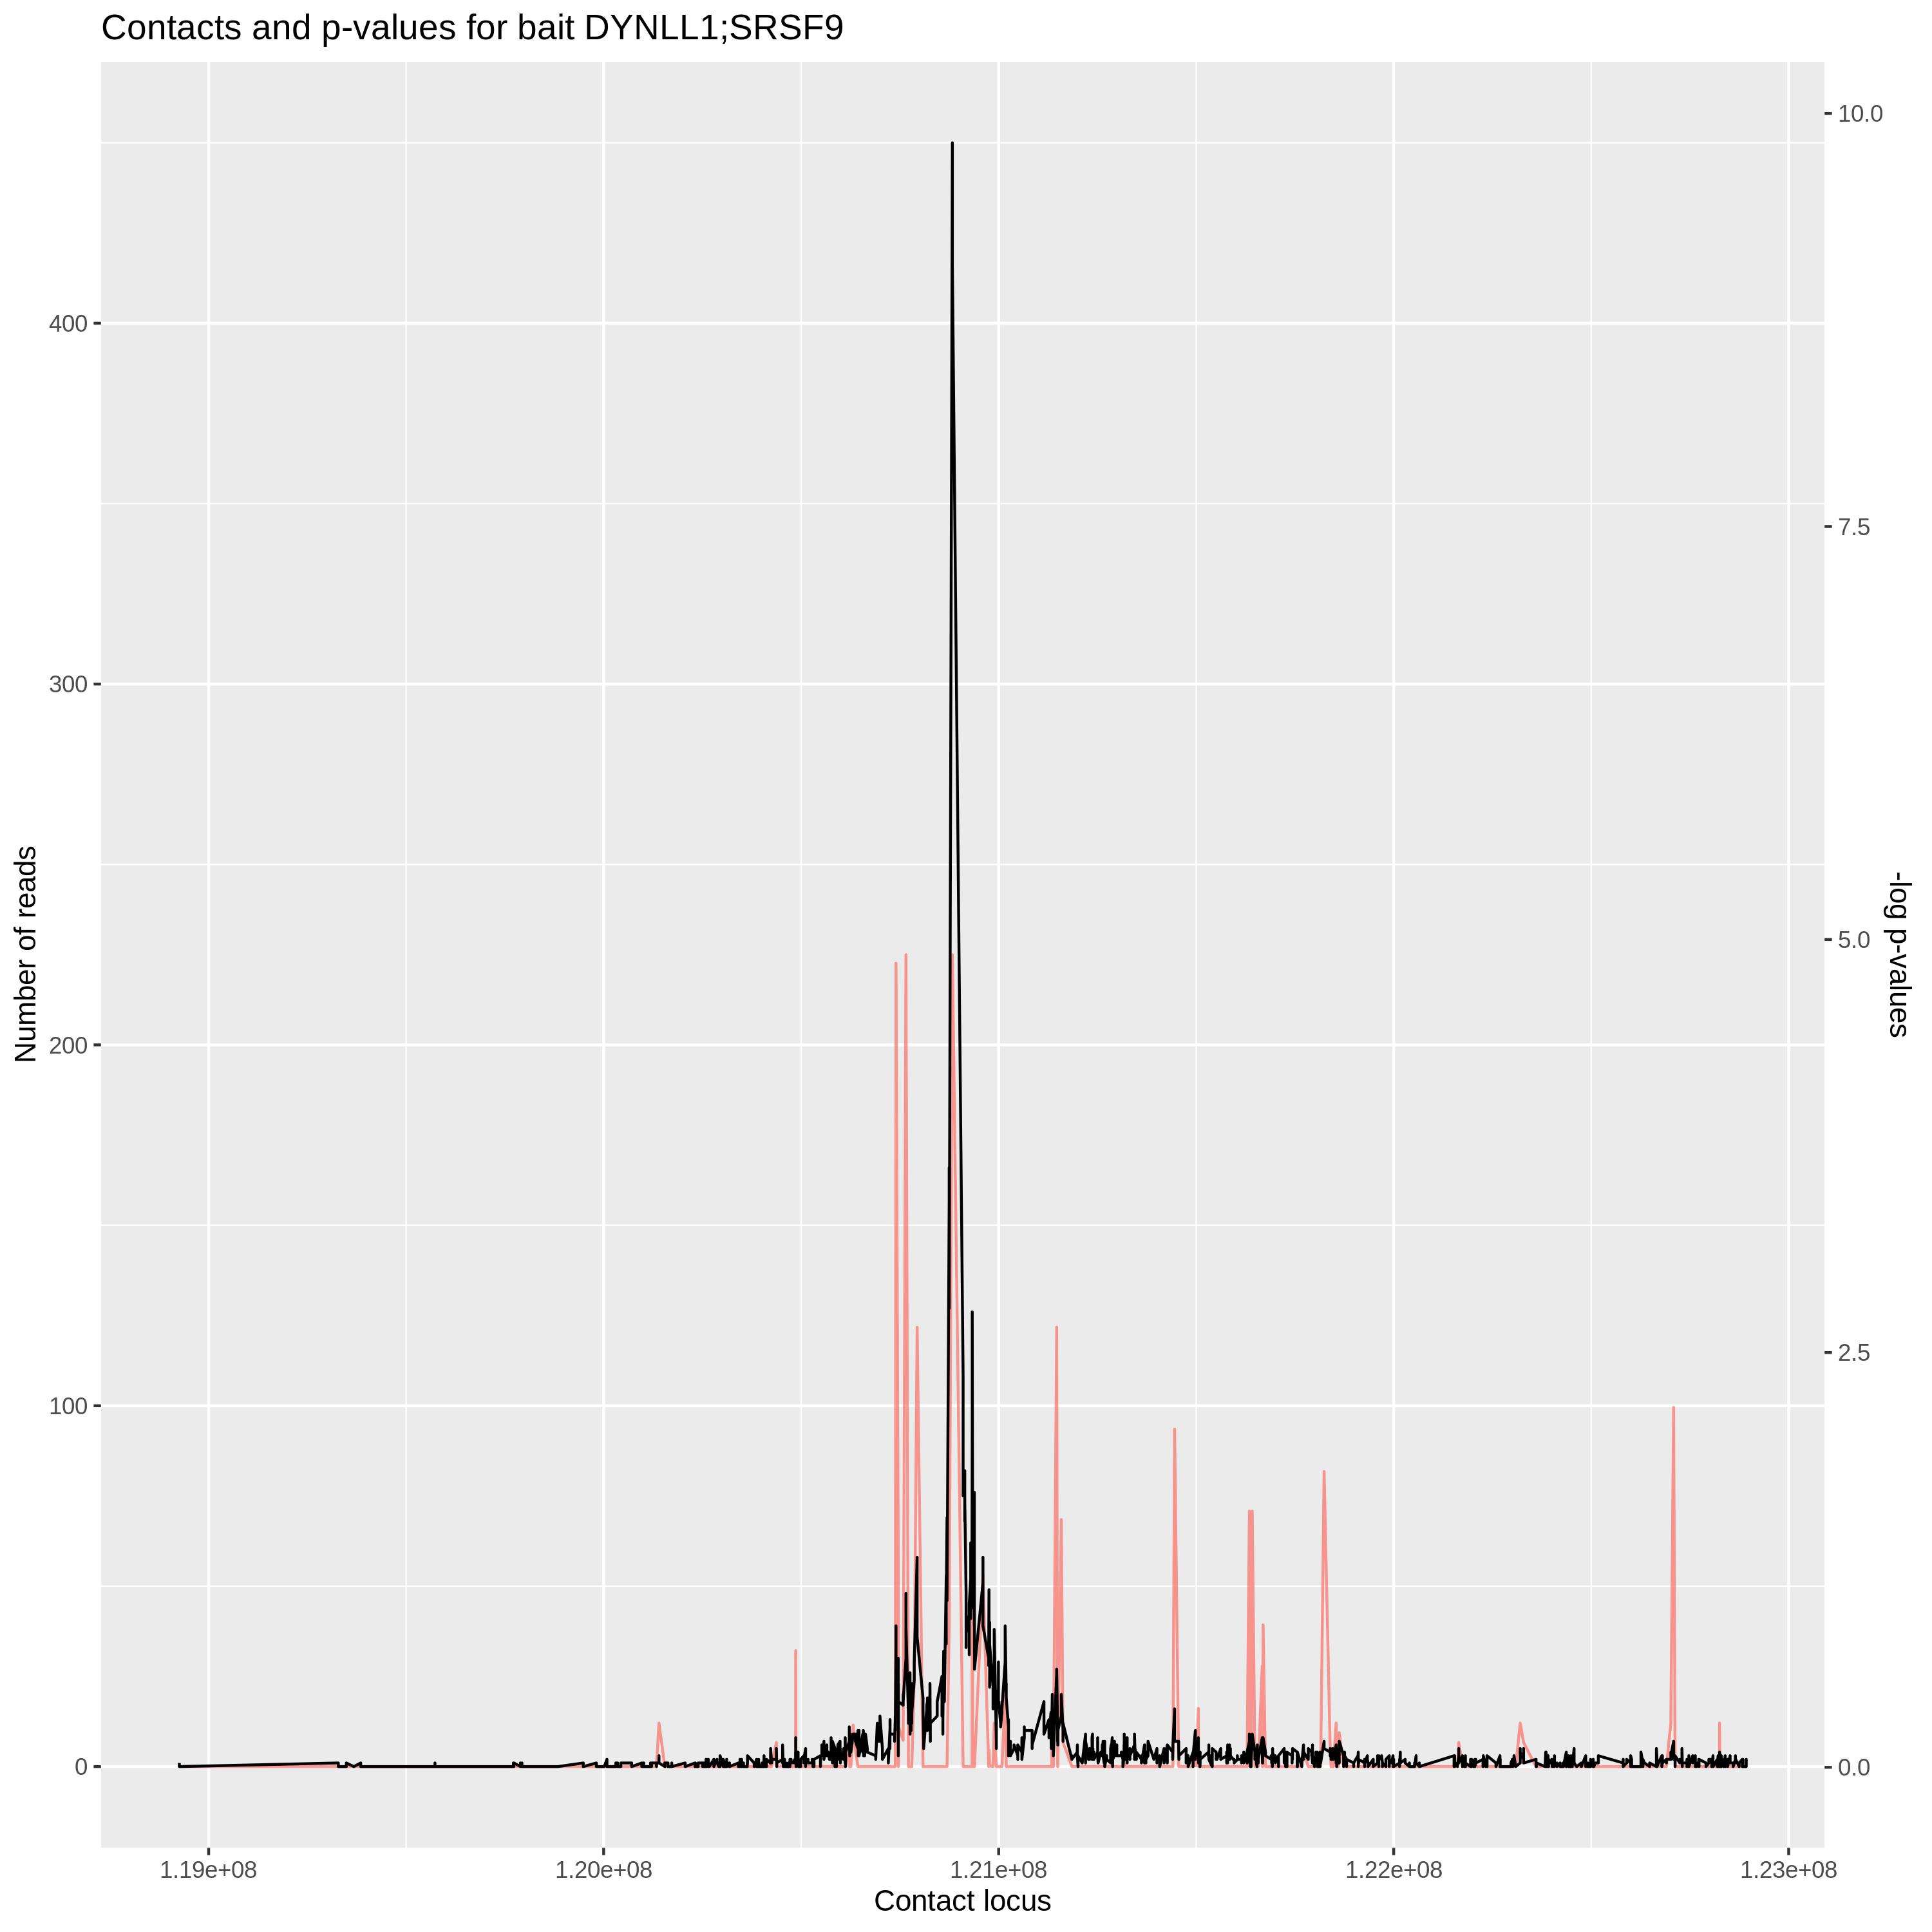 Contacts and p-values for bait DYNLL1;SRSF9
10.0
400
7.5
300
Number of reads
-log p-values
5.0
200
2.5
100
0
0.0
1.19e+08 1.20e+08 1.21e+08 1.22e+08 1.23e+08
Contact locus